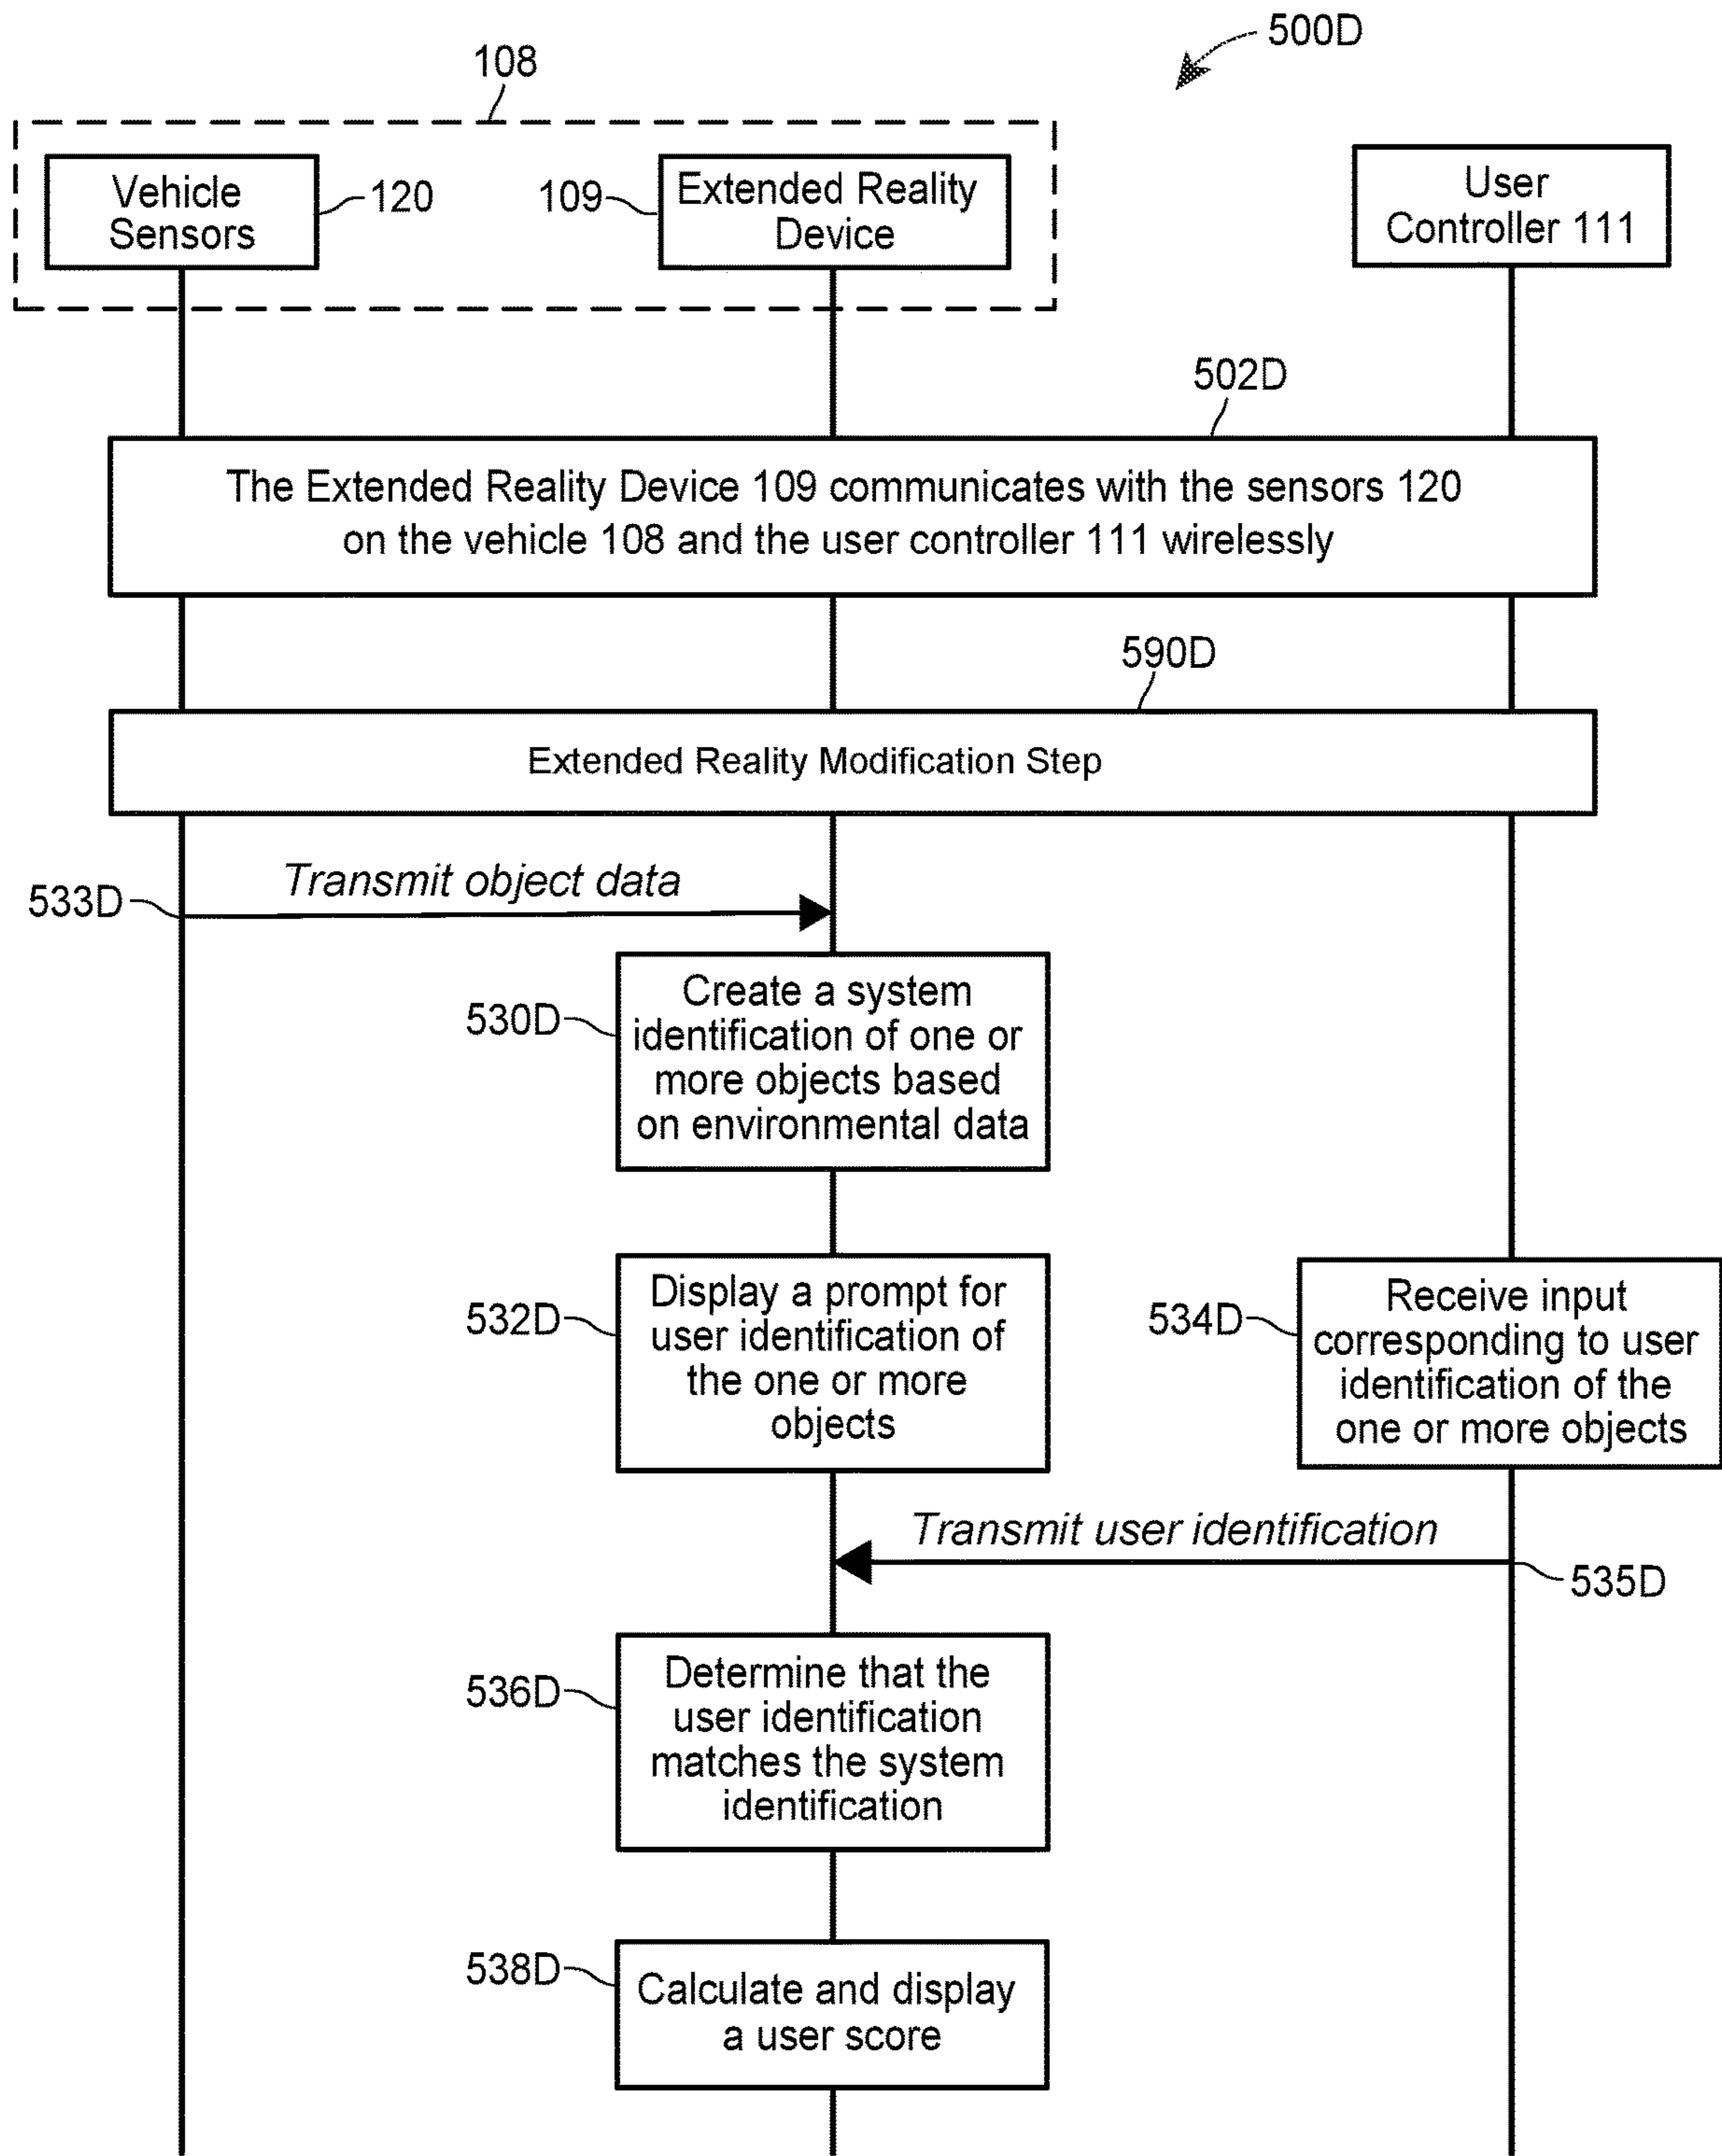 500D
108
Vehicle
Sensors
120
109
Extended Reality
Device
User
Controller 111
502D
The Extended Reality Device 109 communicates with the sensors 120
on the vehicle 108 and the user controller 111 wirelessly
590D
Extended Reality Modification Step
Transmit object data
533D
530D
Create a system
identification of one or
more objects based
on environmental data
532D
Display a prompt for
user identification of
the one or more
objects
534D
Receive input
corresponding to user
identification of the
one or more objects
Transmit user identification
535D
536D
Determine that the
user identification
matches the system
identification
538D
Calculate and display
a user score